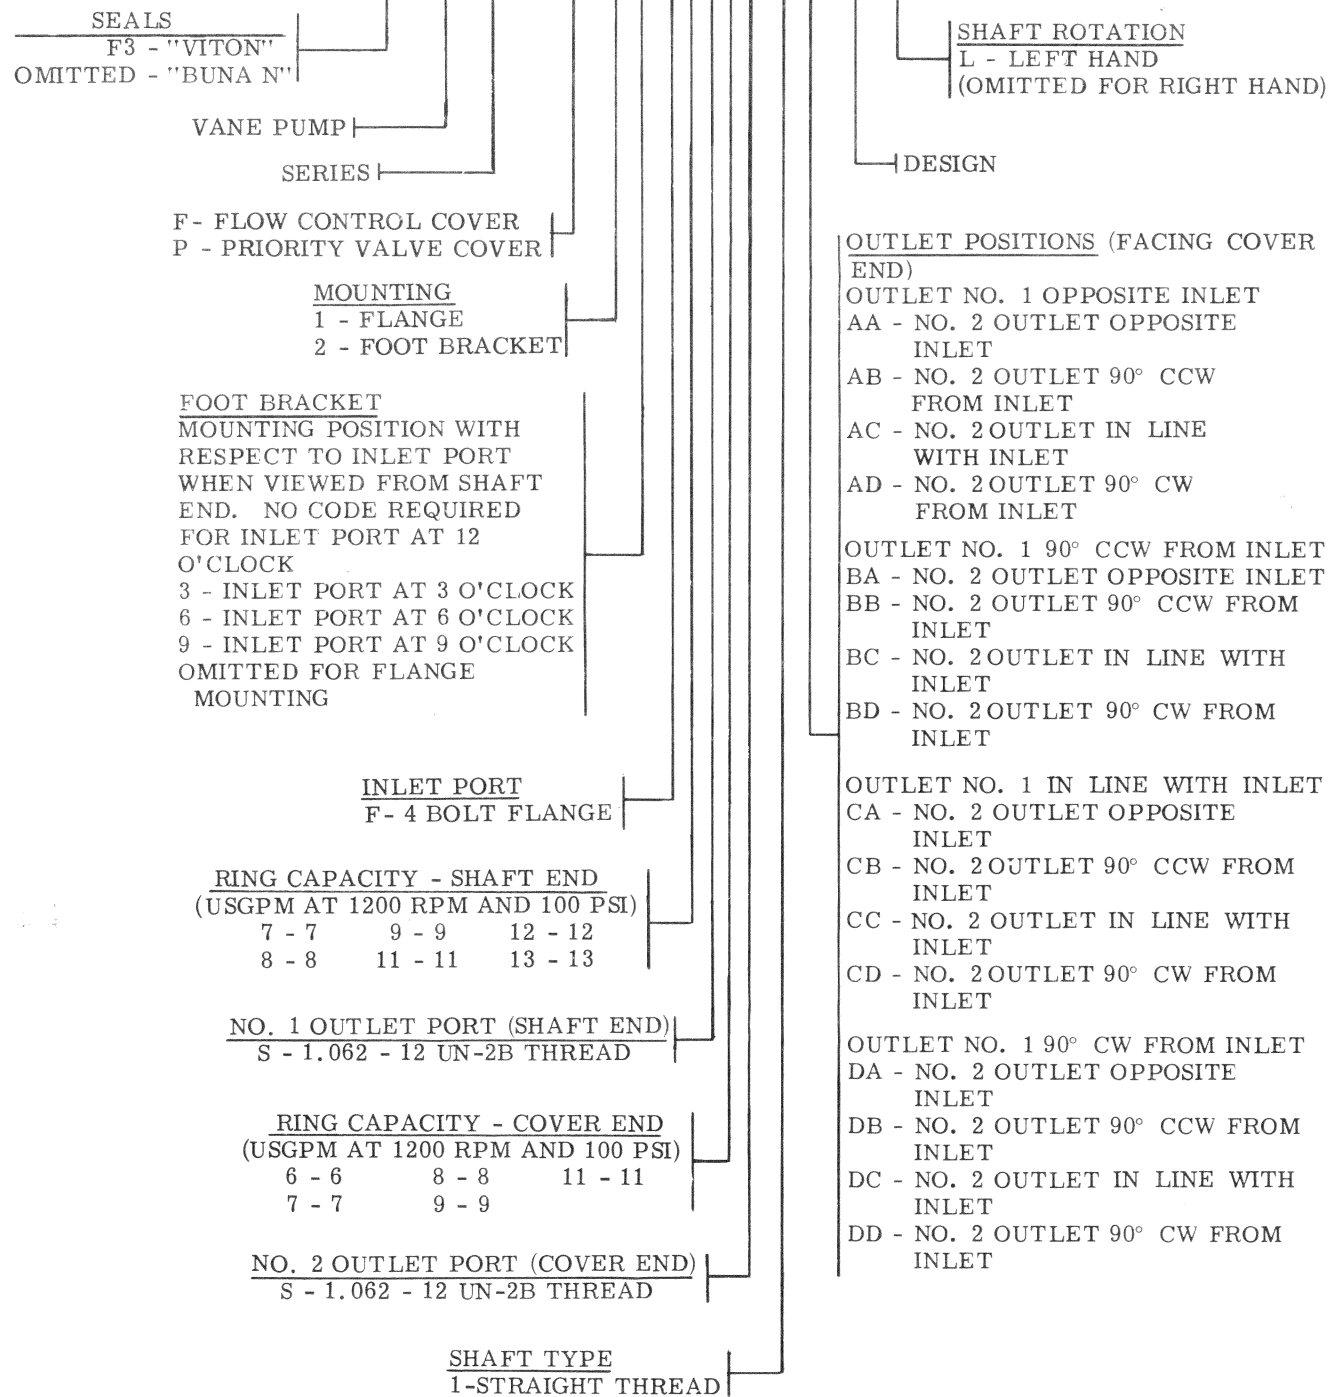 SEALS
F3 - "VITON"
OMITTED - "BUNA N"
VANE PUMP
SERIES
F- FLOW CONTROL COVER
P - PRIORITY VALVE COVER
MOUNTING
1 - FLANGE
2 - FOOT BRACKET
FOOT BRACKET
MOUNTING POSITION WITH
RESPECT TO INLET PORT
WHEN VIEWED FROM SHAFT
END. NO CODE REQUIRED
FOR INLET PORT AT 12
O'CLOCK
3 - INLET PORT AT 3 O'CLOCK
6 - INLET PORT AT 6 O'CLOCK
9 - INLET PORT AT 9 O'CLOCK
OMITTED FOR FLANGE
MOUNTING
INLET PORT
F- 4 BOLT FLANGE
RING CAPACITY - SHAFT END
(USGPM AT 1200 RPM AND 100 PSI)
7 - 7 9 - 9 12 - 12
8 - 8 11 - 11 13 - 13
NO. 1 OUTLET PORT (SHAFT END)
S - 1.062 - 12 UN-2B THREAD
RING CAPACITY - COVER END
(USGPM AT 1200 RPM AND 100 PSI)
6 - 6 8 - 8 11 - 11
7 - 7 9 - 9
NO. 2 OUTLET PORT (COVER END)
S - 1.062 - 12 UN-2B THREAD
SHAFT TYPE
1-STRAIGHT THREAD
SHAFT ROTATION
L - LEFT HAND
(OMITTED FOR RIGHT HAND)
DESIGN
OUTLET POSITIONS (FACING COVER
END)
OUTLET NO. 1 OPPOSITE INLET
AA - NO. 2 OUTLET OPPOSITE
INLET
AB - NO. 2 OUTLET 90° CCW
FROM INLET
AC - NO. 2 OUTLET IN LINE
WITH INLET
AD - NO. 2 OUTLET 90° CW
FROM INLET
OUTLET NO. 1 90° CCW FROM INLET
BA - NO. 2 OUTLET OPPOSITE INLET
BB - NO. 2 OUTLET 90° CCW FROM
INLET
BC - NO. 2 OUTLET IN LINE WITH
INLET
BD - NO. 2 OUTLET 90° CW FROM
INLET
OUTLET NO. 1 IN LINE WITH INLET
CA - NO. 2 OUTLET OPPOSITE
INLET
CB - NO. 2 OUTLET 90° CCW FROM
INLET
CC - NO. 2 OUTLET IN LINE WITH
INLET
CD - NO. 2 OUTLET 90° CW FROM
INLET
OUTLET NO. 1 90° CW FROM INLET
DA - NO. 2 OUTLET OPPOSITE
INLET
DB - NO. 2 OUTLET 90° CCW FROM
INLET
DC - NO. 2 OUTLET IN LINE WITH
INLET
DD - NO. 2 OUTLET 90° CW FROM
INLET